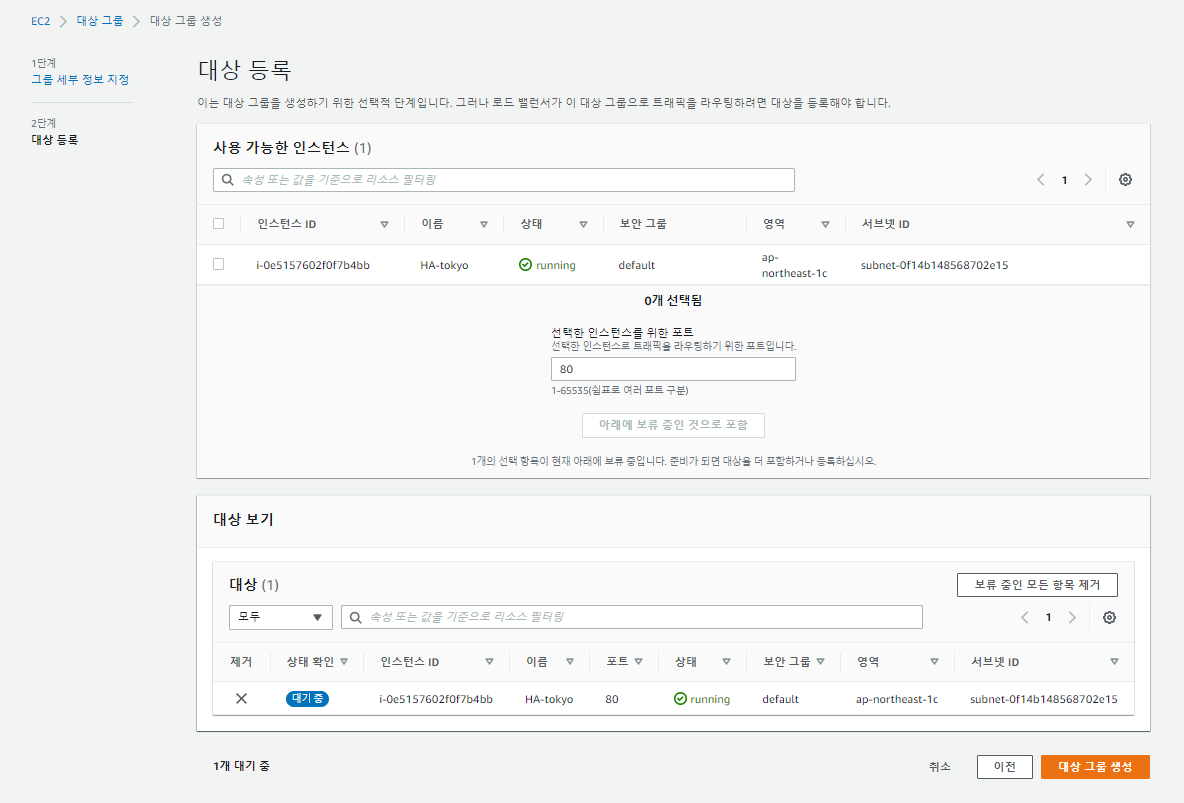 EC2 > 대상 그룹 > 대상 그룹 생성
1단계
그룹 세부 정보 지정
2단계
대상 등록
대상 등록
이는 대상 그룹을 생성하기 위한 선택적 단계입니다. 그러나 로드 밸런서가 이 대상 그룹으로 트래픽을 라우팅하려면 대상을 등록해야 합니다.
사용 가능한 인스턴스 (1)
속성 또는 값을 기준으로 리소스 필터링
1
인스턴스 ID 이름 상태 보안 그룹 영역 서브넷 ID
i-0e5157602f0f7b4bb HA-tokyo running default ap-
northeast-1c subnet-0f14b148568702e15
0개 선택됨
선택한 인스턴스를 위한 포트
선택한 인스턴스로 트래픽을 라우팅하기 위한 포트입니다.
80
1-65535(쉼표로 여러 포트 구분)
아래에 보류 중인 것으로 포함
1개의 선택 항목이 현재 아래에 보류 중입니다. 준비가 되면 대상을 더 포함하거나 등록하십시오.
대상 보기
대상 (1)
보류 중인 모든 항목 제거
모두
속성 또는 값을 기준으로 리소스 필터링
1
제거 상태 확인 인스턴스 ID 이름 포트 상태 보안 그룹 영역 서브넷 ID
대기 중 i-0e5157602f0f7b4bb HA-tokyo 80 running default ap-northeast-1c subnet-0f14b148568702e15
1개 대기 중
취소 이전 대상 그룹 생성